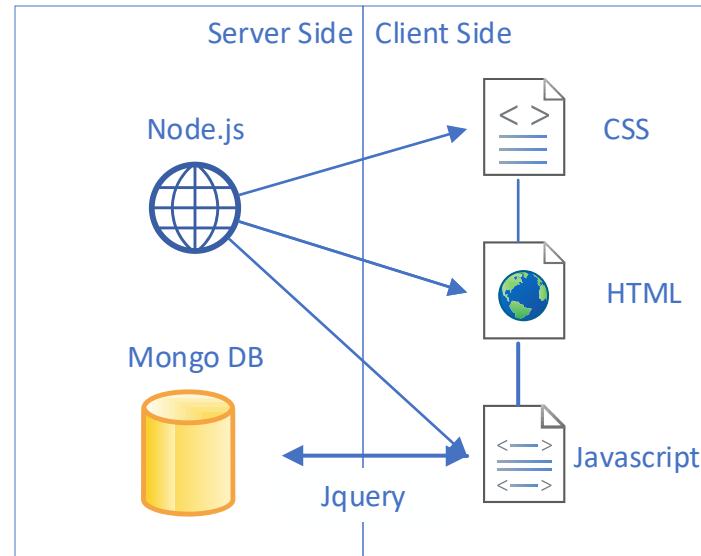 Server Side
Client Side
Node.js
CSS
< >
HTML
Mongo DB
Javascript
Jquery